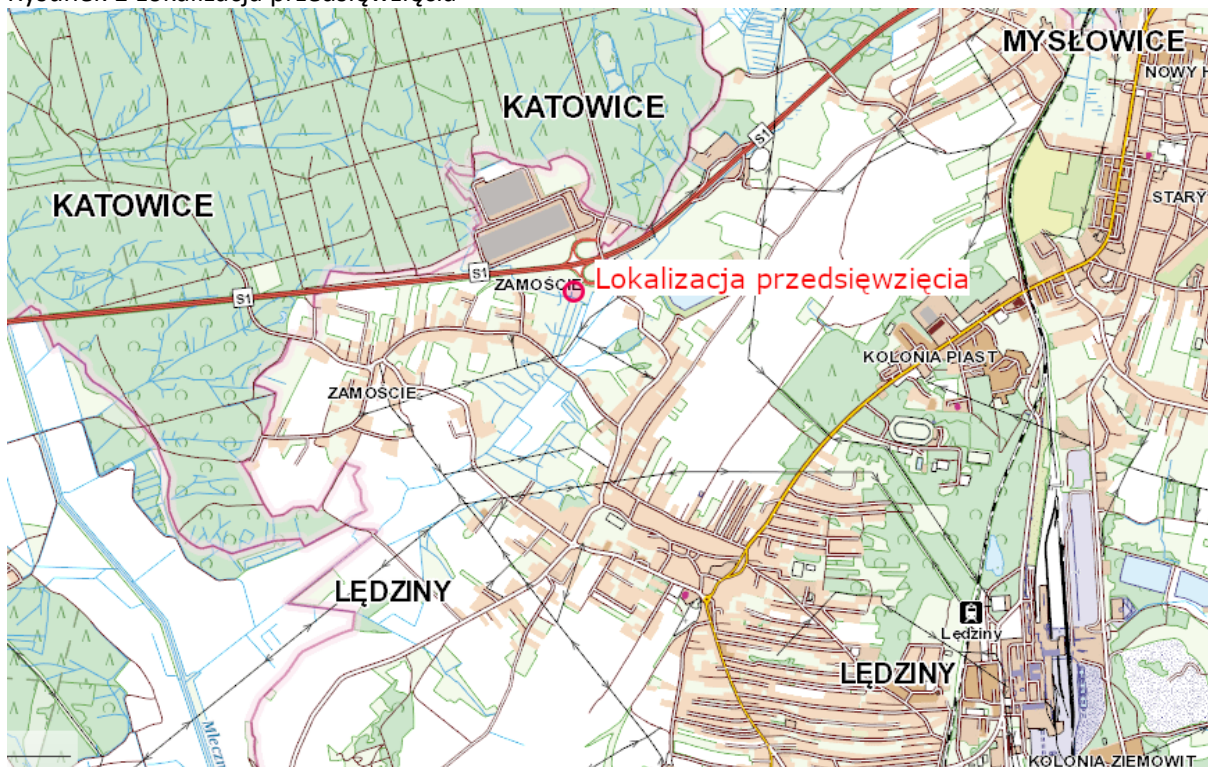 MYSŁOWICE
NOWY H
KATOWICE
S1
KATOWICE
STARY
S1
Lokalizacja przedsięwzięcia
ZAMOŚCIE
S1
KOLONIA PIAST
ZAMOŚCIE
LĘDZINY
Lędziny
LĘDZINY
Mleczn
KOLONIA ZIEMOWIT